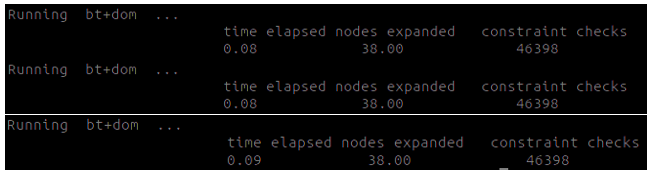 Running bt+dom ...
time elapsed nodes expanded constraint checks
0.08 38.00 46398
Running bt+dom ...
time elapsed nodes expanded constraint checks
0.08 38.00 46398
Running bt+dom ...
time elapsed nodes expanded constraint checks
0.09 38.00 46398